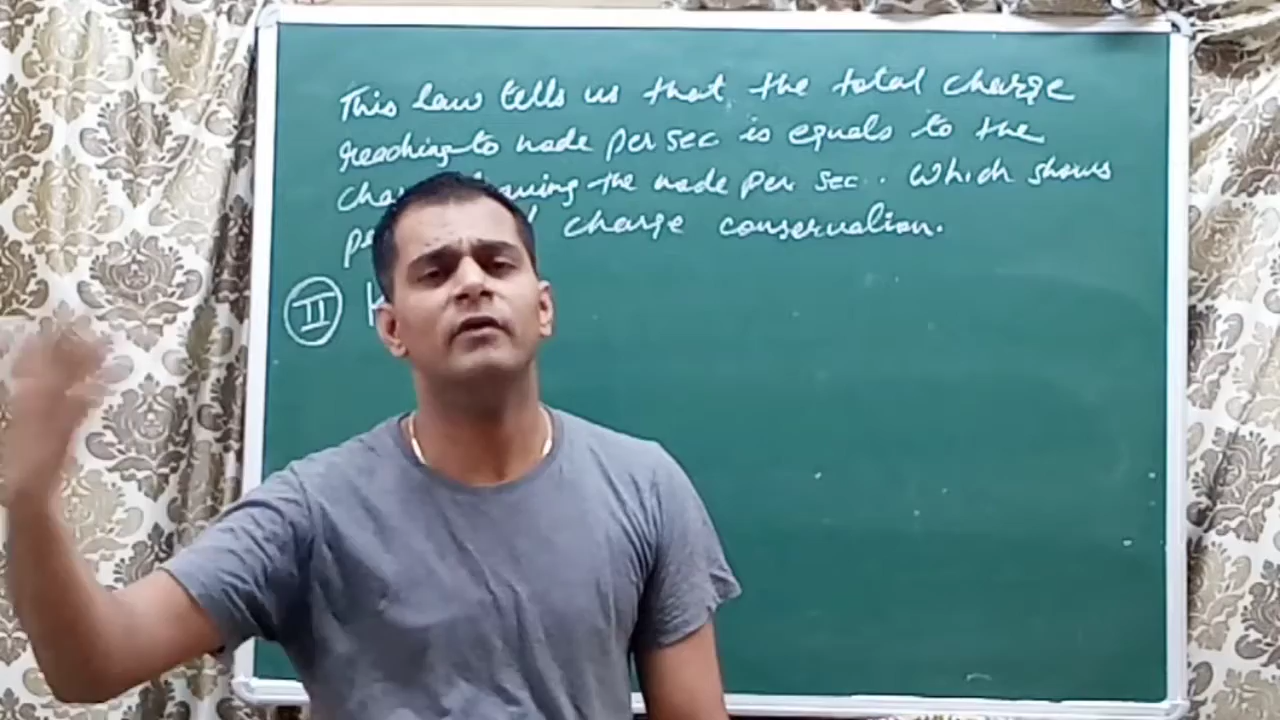 This law tells us that the total charge
reaching to node per sec is equals to the
leaving the node per sec. Which shows
charge conservation.
II